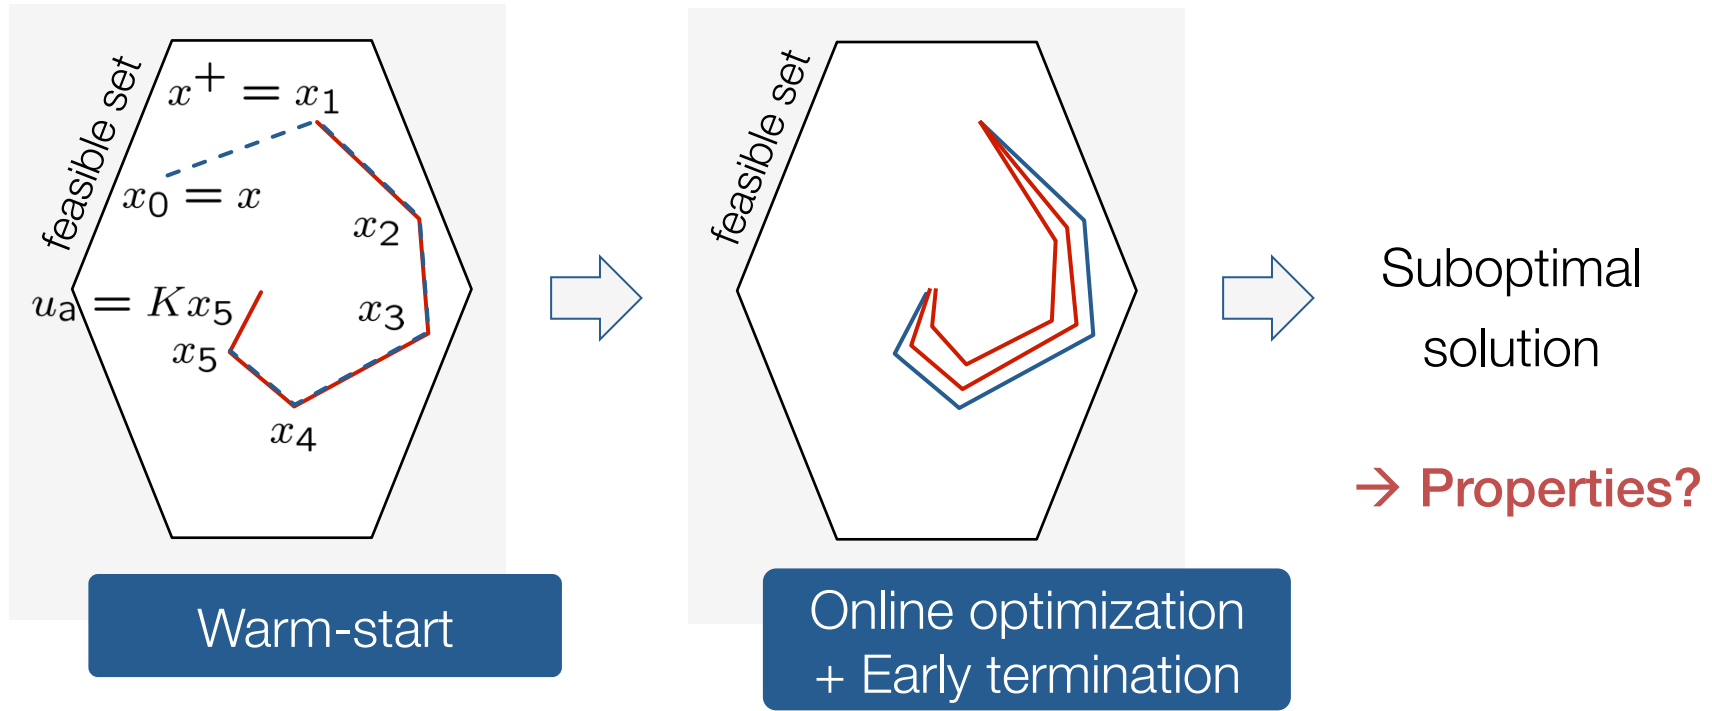 feasible set
x⁺ = x₁
x₀ = x
x₂
uₐ = Kx₅
x₃
x₅
x₄
Warm-start
feasible set
Online optimization
+ Early termination
Suboptimal
solution
→ Properties?